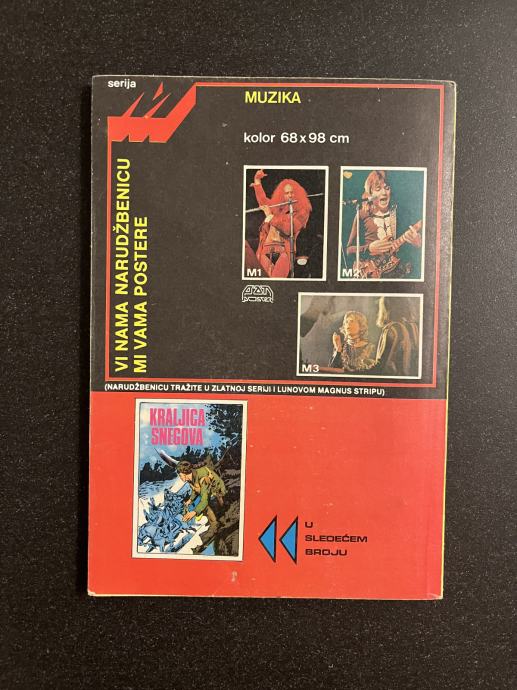 serija
MUZIKA
kolor 68 x 98 cm
VI NAMA NARUDŽBENICU
MI VAMA POSTERE
M1
M2
M3
(NARUDŽBENICU TRAŽITE U ZLATNOJ SERIJI I LUNOVOM MAGNUS STRIPU)
KRALJICA
SNEGOVA
U
SLEDEĆEM
BROJU